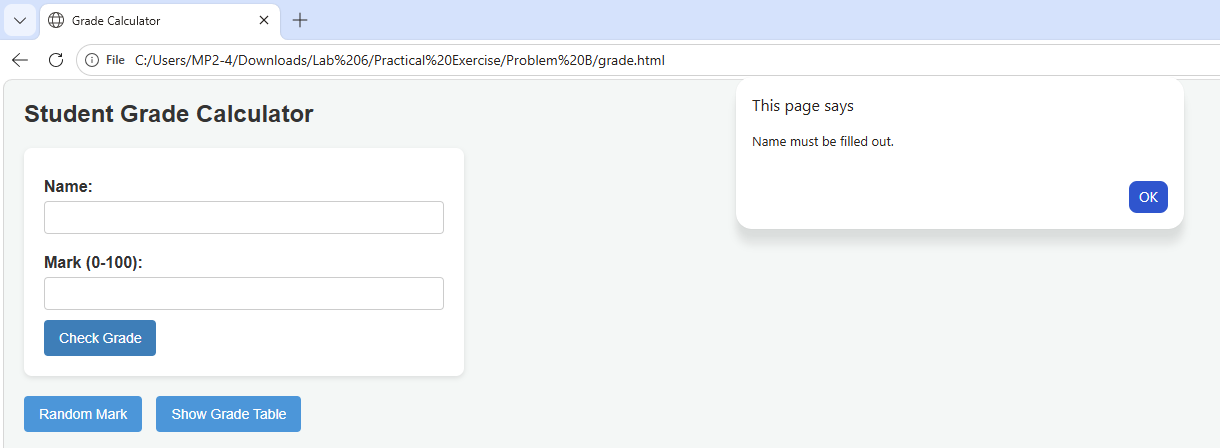 Grade Calculator
File C:/Users/MP2-4/Downloads/Lab%206/Practical%20Exercise/Problem%20B/grade.html
Student Grade Calculator
Name:
Mark (0-100):
Check Grade
Random Mark Show Grade Table
This page says
Name must be filled out.
OK